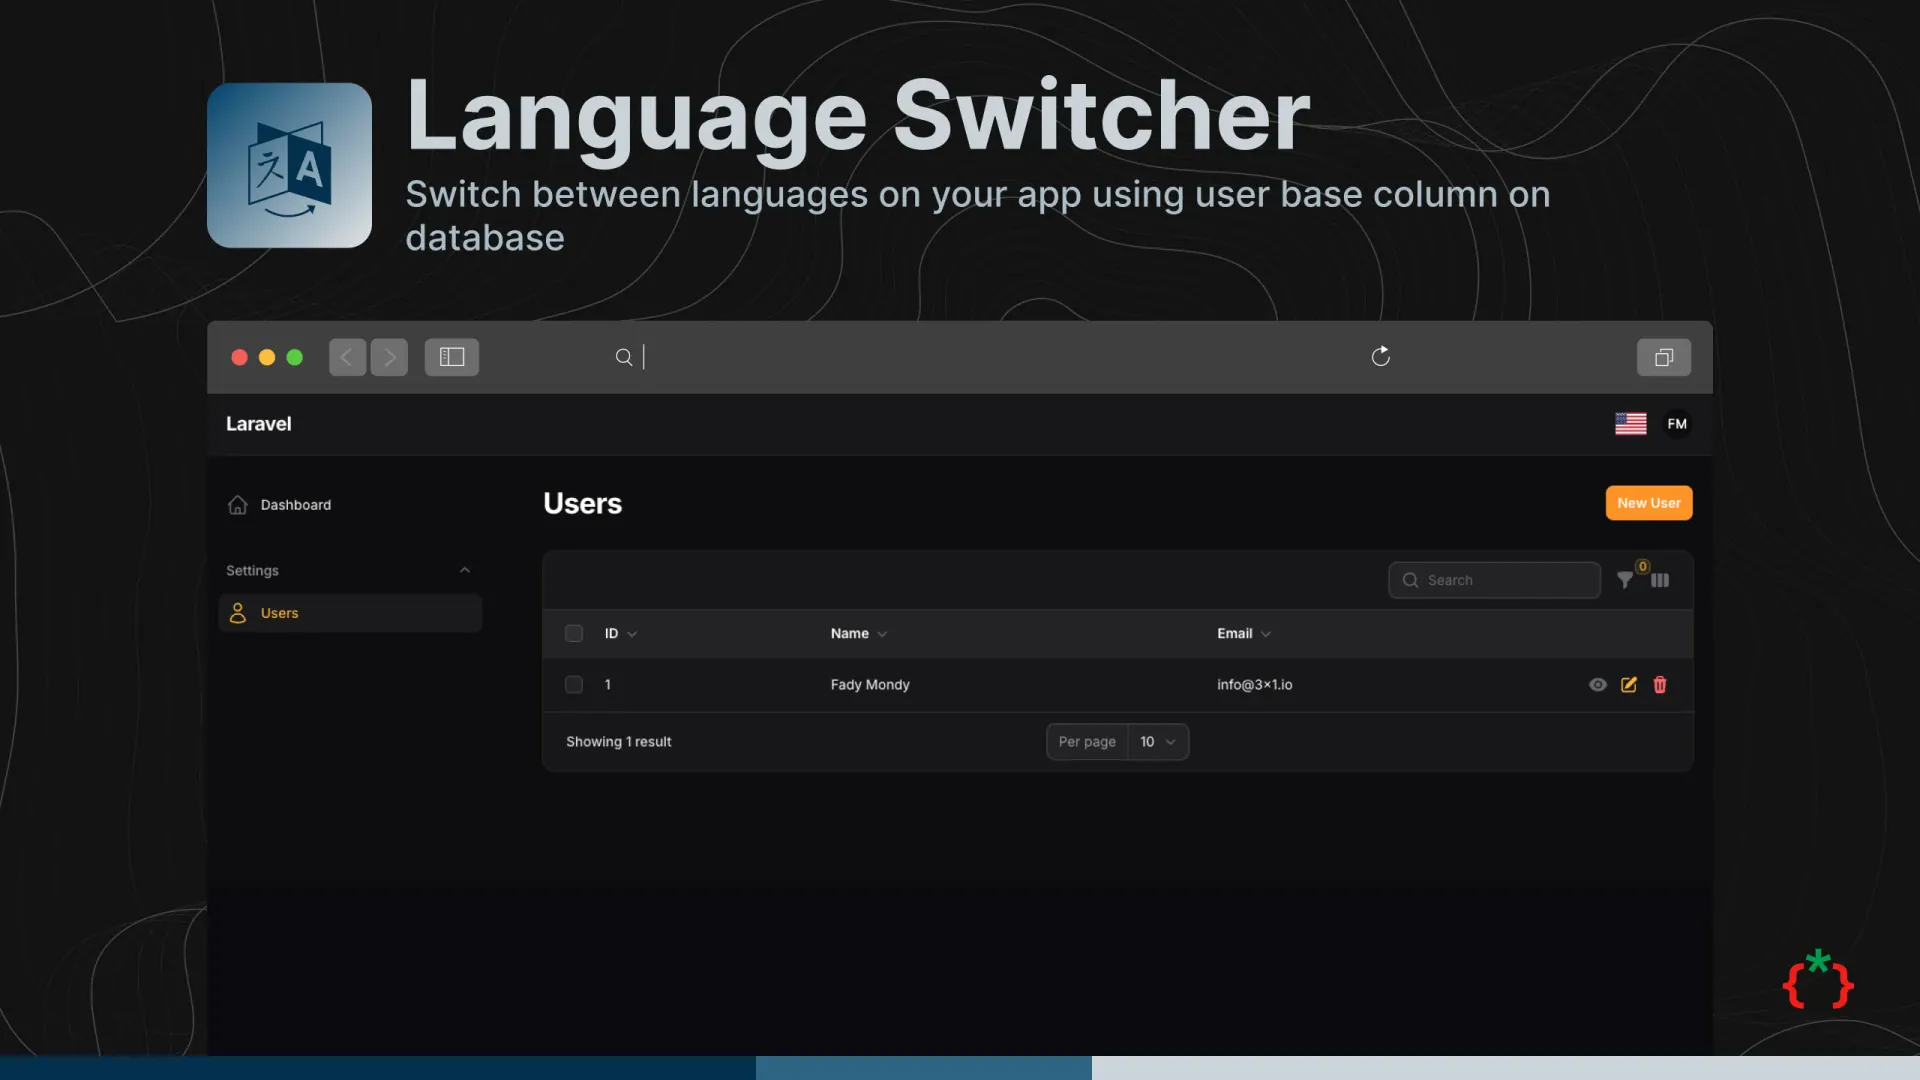 Language Switcher
Switch between languages on your app using user base column on
database
Laravel
FM
Dashboard
Users
New User
Settings
0
Search
Users
ID
Name
Email
1
Fady Mondy
info@3x1.io
Showing 1 result
Per page
10